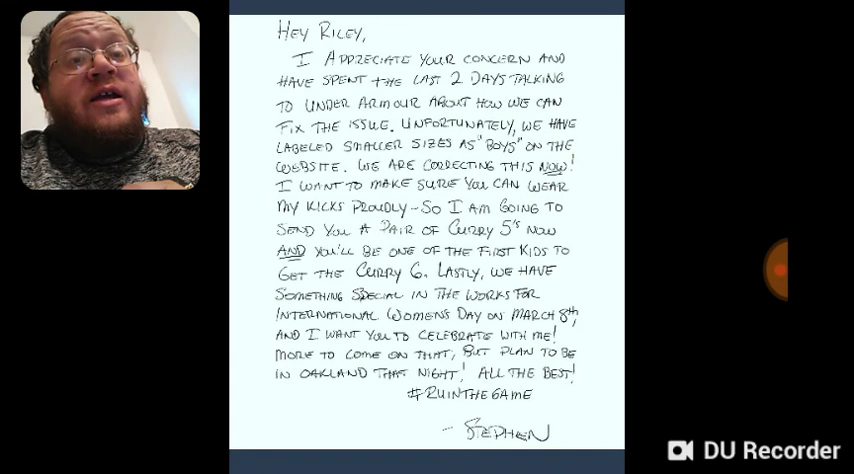 HEY RILEY,
I APPRECIATE YOUR CONCERN AND
HAVE SPENT THE LAST 2 DAYS TALKING
TO UNDER ARMOUR ABOUT HOW WE CAN
FIX THE ISSUE. UNFORTUNATELY, WE HAVE
LABELED SMALLER SIZES AS "BOYS" ON THE
WEBSITE. WE ARE CORRECTING THIS NOW!
I WANT TO MAKE SURE YOU CAN WEAR
MY KICKS PROUDLY - SO I AM GOING TO
SEND YOU A PAIR OF CURRY 5'S NOW
AND YOU'LL BE ONE OF THE FIRST KIDS TO
GET THE CURRY 6. LASTLY, WE HAVE
SOMETHING SPECIAL IN THE WORKS FOR
INTERNATIONAL WOMENS DAY ON MARCH 8th,
AND I WANT YOU TO CELEBRATE WITH ME!
MORE TO COME ON THAT, BUT PLAN TO BE
IN OAKLAND THAT NIGHT! ALL THE BEST!
#RUINTHEGAME
- STEPHEN
DU Recorder